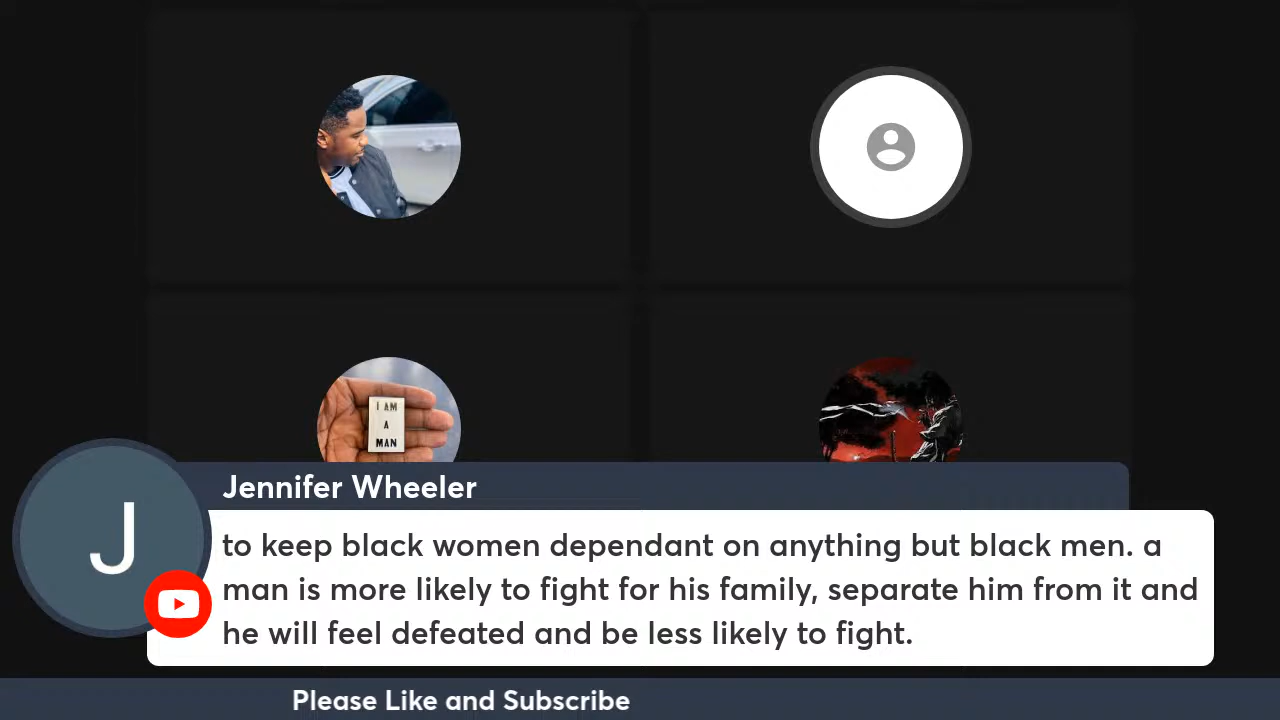 I AM
A
MAN
J
Jennifer Wheeler
to keep black women dependant on anything but black men. a
man is more likely to fight for his family, separate him from it and
he will feel defeated and be less likely to fight.
Please Like and Subscribe